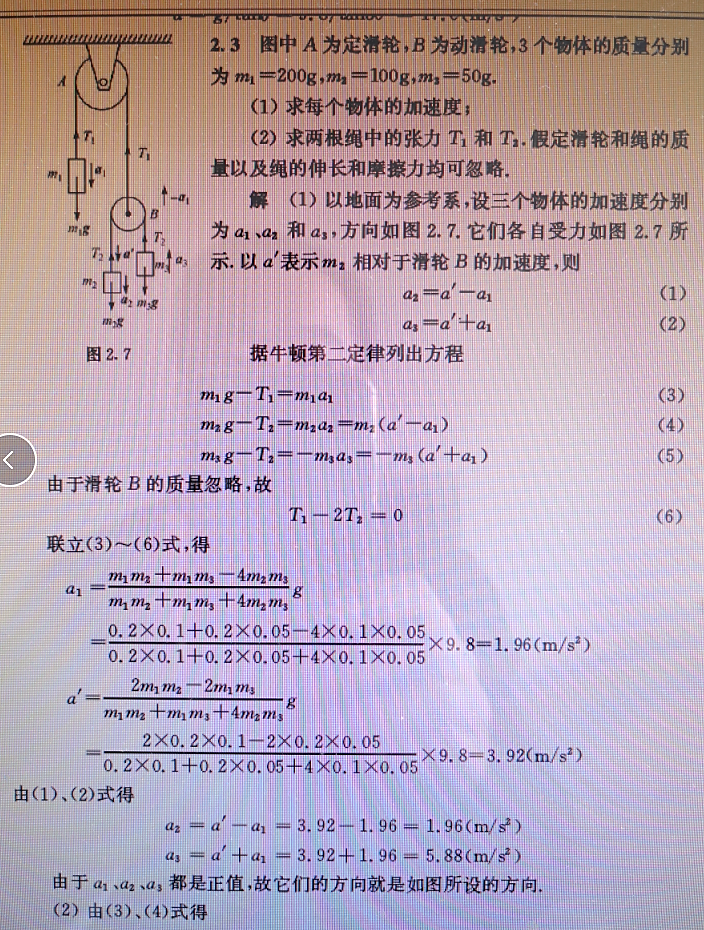 2.3 图中 A 为定滑轮,B 为动滑轮,3 个物体的质量分别
为 m₁=200g,m₂=100g,m₃=50g.
(1) 求每个物体的加速度;
(2) 求两根绳中的张力 T₁ 和 T₂.假定滑轮和绳的质
量以及绳的伸长和摩擦力均可忽略.
解 (1) 以地面为参考系,设三个物体的加速度分别
为 a₁、a₂ 和 a₃,方向如图 2.7.它们各自受力如图 2.7 所
示.以 a′表示 m₂ 相对于滑轮 B 的加速度,则
a₂=a′-a₁ (1)
a₃=a′+a₁ (2)
A
T₁
T₁
m₁
a₁
-a₁
m₁g
B
T₂
T₂
a′
m₃
a₃
m₂
a₂
m₃g
m₂g
图 2.7
据牛顿第二定律列出方程
m₁g-T₁=m₁a₁ (3)
m₂g-T₂=m₂a₂=m₂(a′-a₁) (4)
m₃g-T₂=-m₃a₃=-m₃(a′+a₁) (5)
由于滑轮 B 的质量忽略,故
T₁-2T₂=0 (6)
联立(3)~(6)式,得
a₁=(m₁m₂+m₁m₃-4m₂m₃)/(m₁m₂+m₁m₃+4m₂m₃) g
=(0.2×0.1+0.2×0.05-4×0.1×0.05)/(0.2×0.1+0.2×0.05+4×0.1×0.05)×9.8=1.96(m/s²)
a′=(2m₁m₂-2m₁m₃)/(m₁m₂+m₁m₃+4m₂m₃) g
=(2×0.2×0.1-2×0.2×0.05)/(0.2×0.1+0.2×0.05+4×0.1×0.05)×9.8=3.92(m/s²)
由(1)、(2)式得
a₂=a′-a₁=3.92-1.96=1.96(m/s²)
a₃=a′+a₁=3.92+1.96=5.88(m/s²)
由于 a₁、a₂、a₃ 都是正值,故它们的方向就是如图所设的方向.
(2) 由(3)、(4)式得